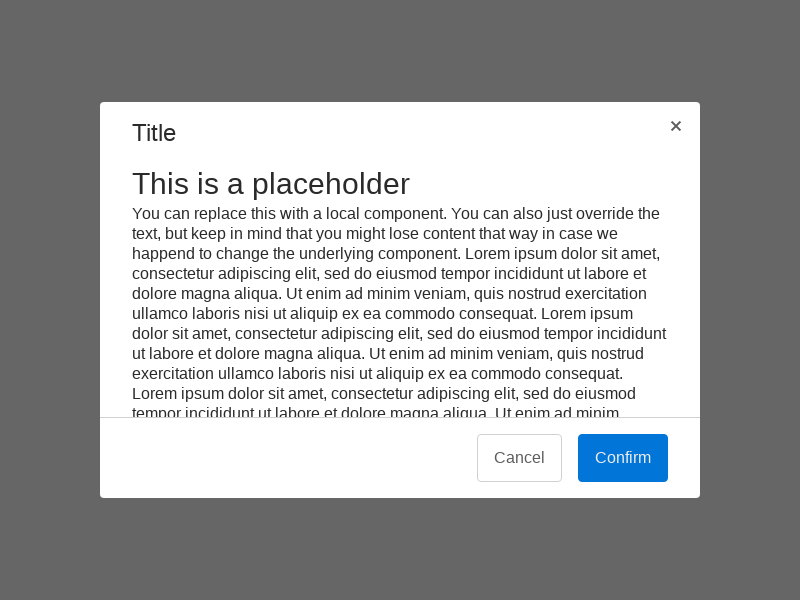 Title
×
This is a placeholder
You can replace this with a local component. You can also just override the
text, but keep in mind that you might lose content that way in case we
happend to change the underlying component. Lorem ipsum dolor sit amet,
consectetur adipiscing elit, sed do eiusmod tempor incididunt ut labore et
dolore magna aliqua. Ut enim ad minim veniam, quis nostrud exercitation
ullamco laboris nisi ut aliquip ex ea commodo consequat. Lorem ipsum
dolor sit amet, consectetur adipiscing elit, sed do eiusmod tempor incididunt
ut labore et dolore magna aliqua. Ut enim ad minim veniam, quis nostrud
exercitation ullamco laboris nisi ut aliquip ex ea commodo consequat.
Lorem ipsum dolor sit amet, consectetur adipiscing elit, sed do eiusmod
tempor incididunt ut labore et dolore magna aliqua. Ut enim ad minim
Cancel
Confirm